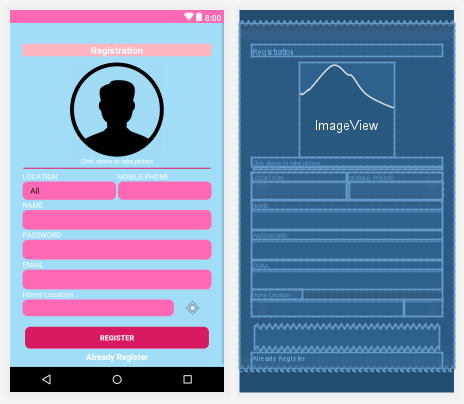 8:00
Registration
Click above to take picture
LOCATION MOBILE PHONE
All
NAME
PASSWORD
EMAIL
Home Location
REGISTER
Already Register
Registration
ImageView
Click above to take picture
LOCATION MOBILE PHONE
NAME
PASSWORD
EMAIL
Home Location
Already Register